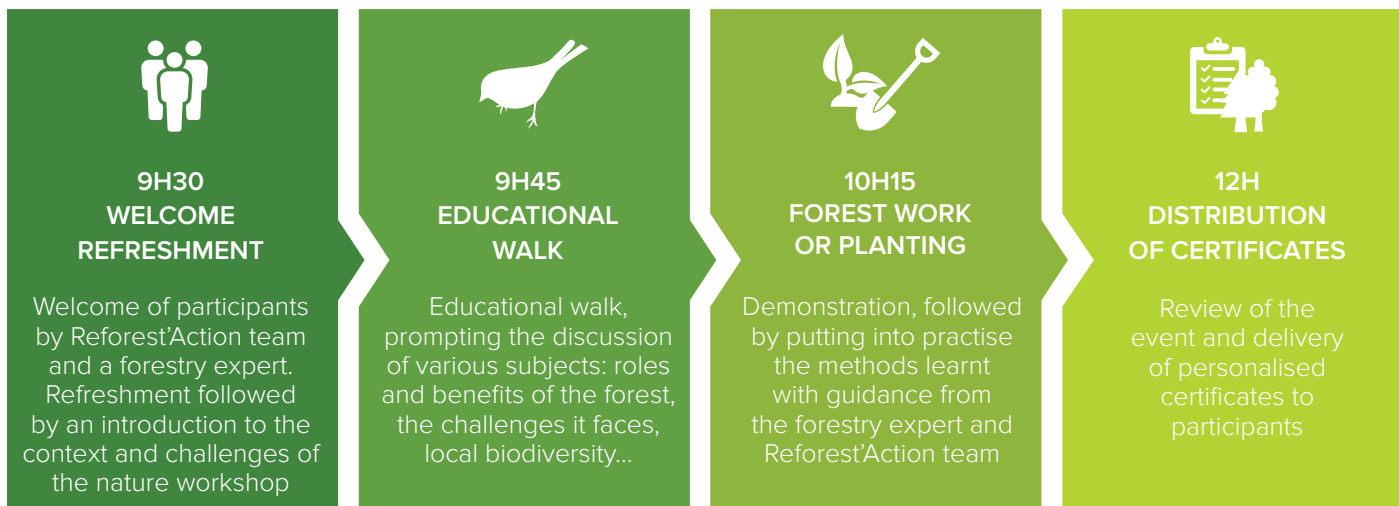 9H30
WELCOME
REFRESHMENT
Welcome of participants
by Reforest'Action team
and a forestry expert.
Refreshment followed
by an introduction to the
context and challenges of
the nature workshop
9H45
EDUCATIONAL
WALK
Educational walk,
prompting the discussion
of various subjects: roles
and benefits of the forest,
the challenges it faces,
local biodiversity...
10H15
FOREST WORK
OR PLANTING
Demonstration, followed
by putting into practise
the methods learnt
with guidance from
the forestry expert and
Reforest'Action team
12H
DISTRIBUTION
OF CERTIFICATES
Review of the
event and delivery
of personalised
certificates to
participants